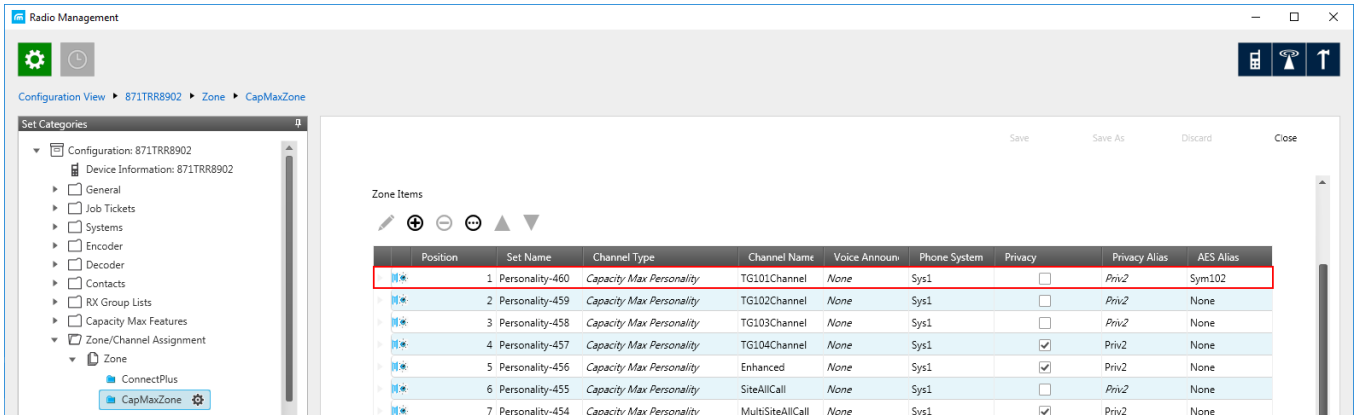 Radio Management
Configuration View 871TRR8902 Zone CapMaxZone
Set Categories
Configuration: 871TRR8902
Device Information: 871TRR8902
General
Job Tickets
Systems
Encoder
Decoder
Contacts
RX Group Lists
Capacity Max Features
Zone/Channel Assignment
Zone
ConnectPlus
CapMaxZone
Save Save As Discard Close
Zone Items
Position Set Name Channel Type Channel Name Voice Announ Phone System Privacy Privacy Alias AES Alias
1 Personality-460 Capacity Max Personality TG101Channel None Sys1 Priv2 Sym102
2 Personality-459 Capacity Max Personality TG102Channel None Sys1 Priv2 None
3 Personality-458 Capacity Max Personality TG103Channel None Sys1 Priv2 None
4 Personality-457 Capacity Max Personality TG104Channel None Sys1 Priv2 None
5 Personality-456 Capacity Max Personality Enhanced None Sys1 Priv2 None
6 Personality-455 Capacity Max Personality SiteAllCall None Sys1 Priv2 None
7 Personality-454 Capacity Max Personality MultiSiteAllCall None Sys1 Priv2 None